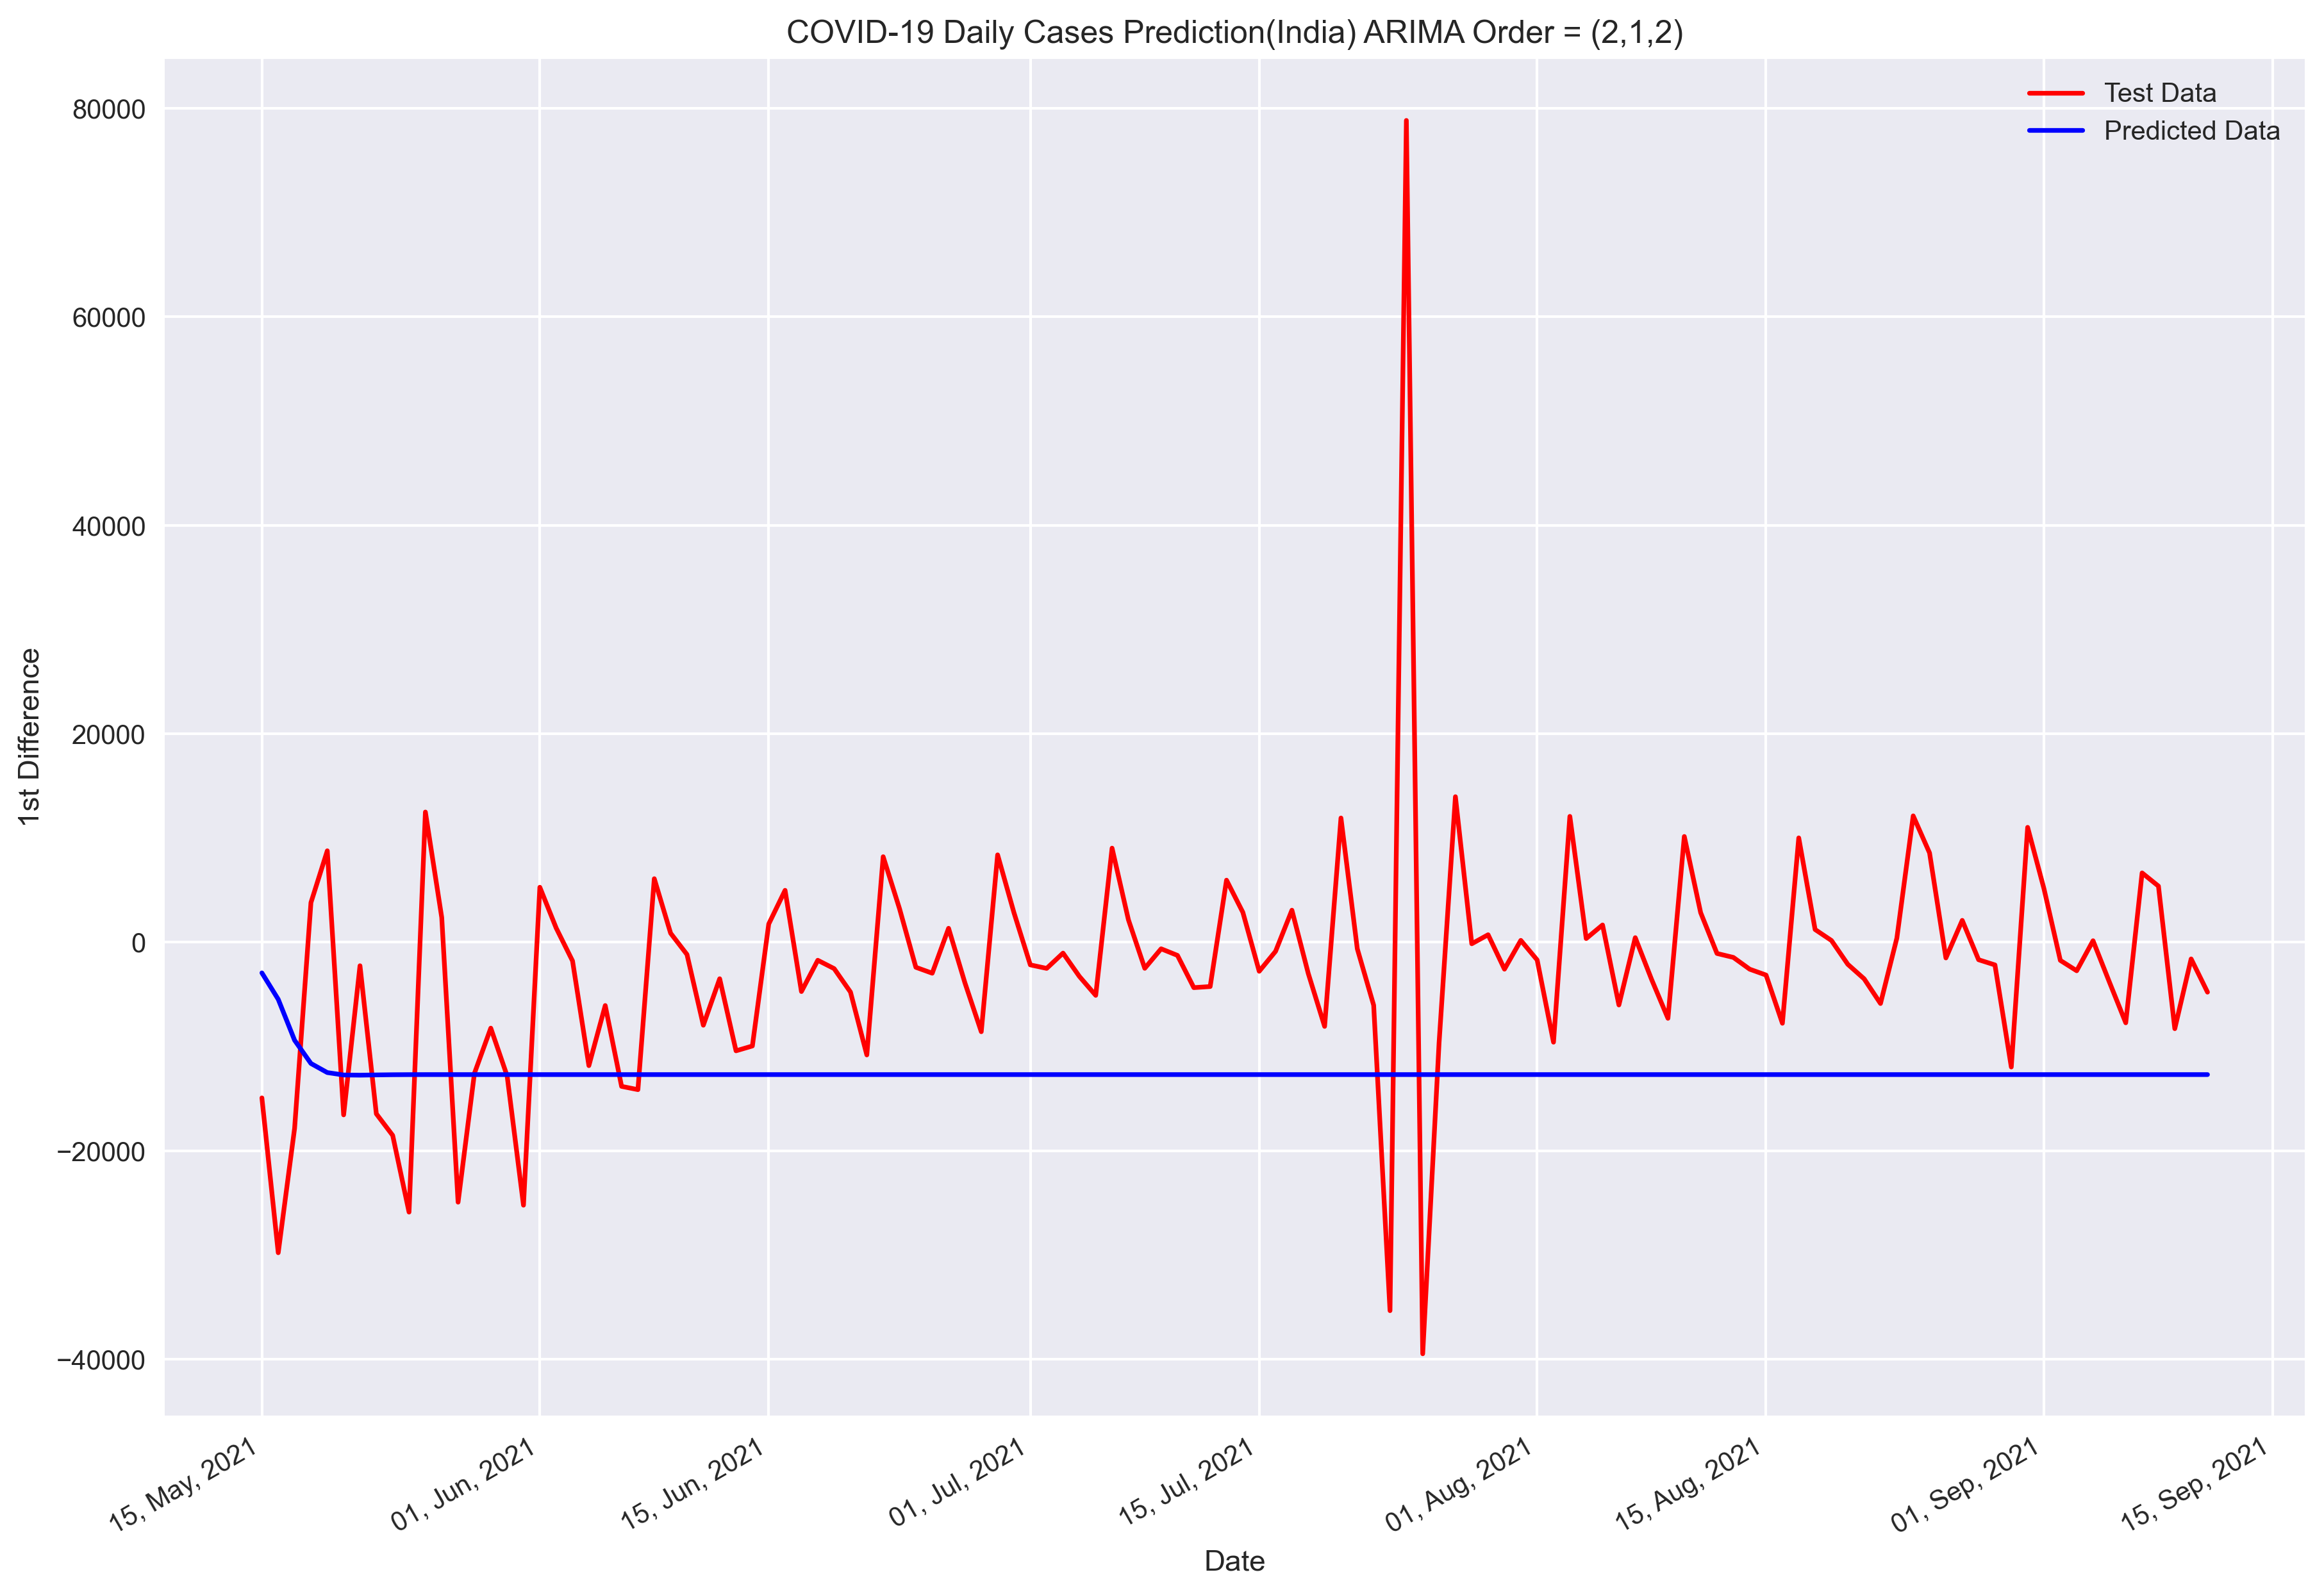 COVID-19 Daily Cases Prediction(India) ARIMA Order = (2,1,2)
Test Data
Predicted Data
80000
60000
40000
20000
0
−20000
−40000
1st Difference
15, May, 2021
01, Jun, 2021
15, Jun, 2021
01, Jul, 2021
15, Jul, 2021
01, Aug, 2021
15, Aug, 2021
01, Sep, 2021
15, Sep, 2021
Date